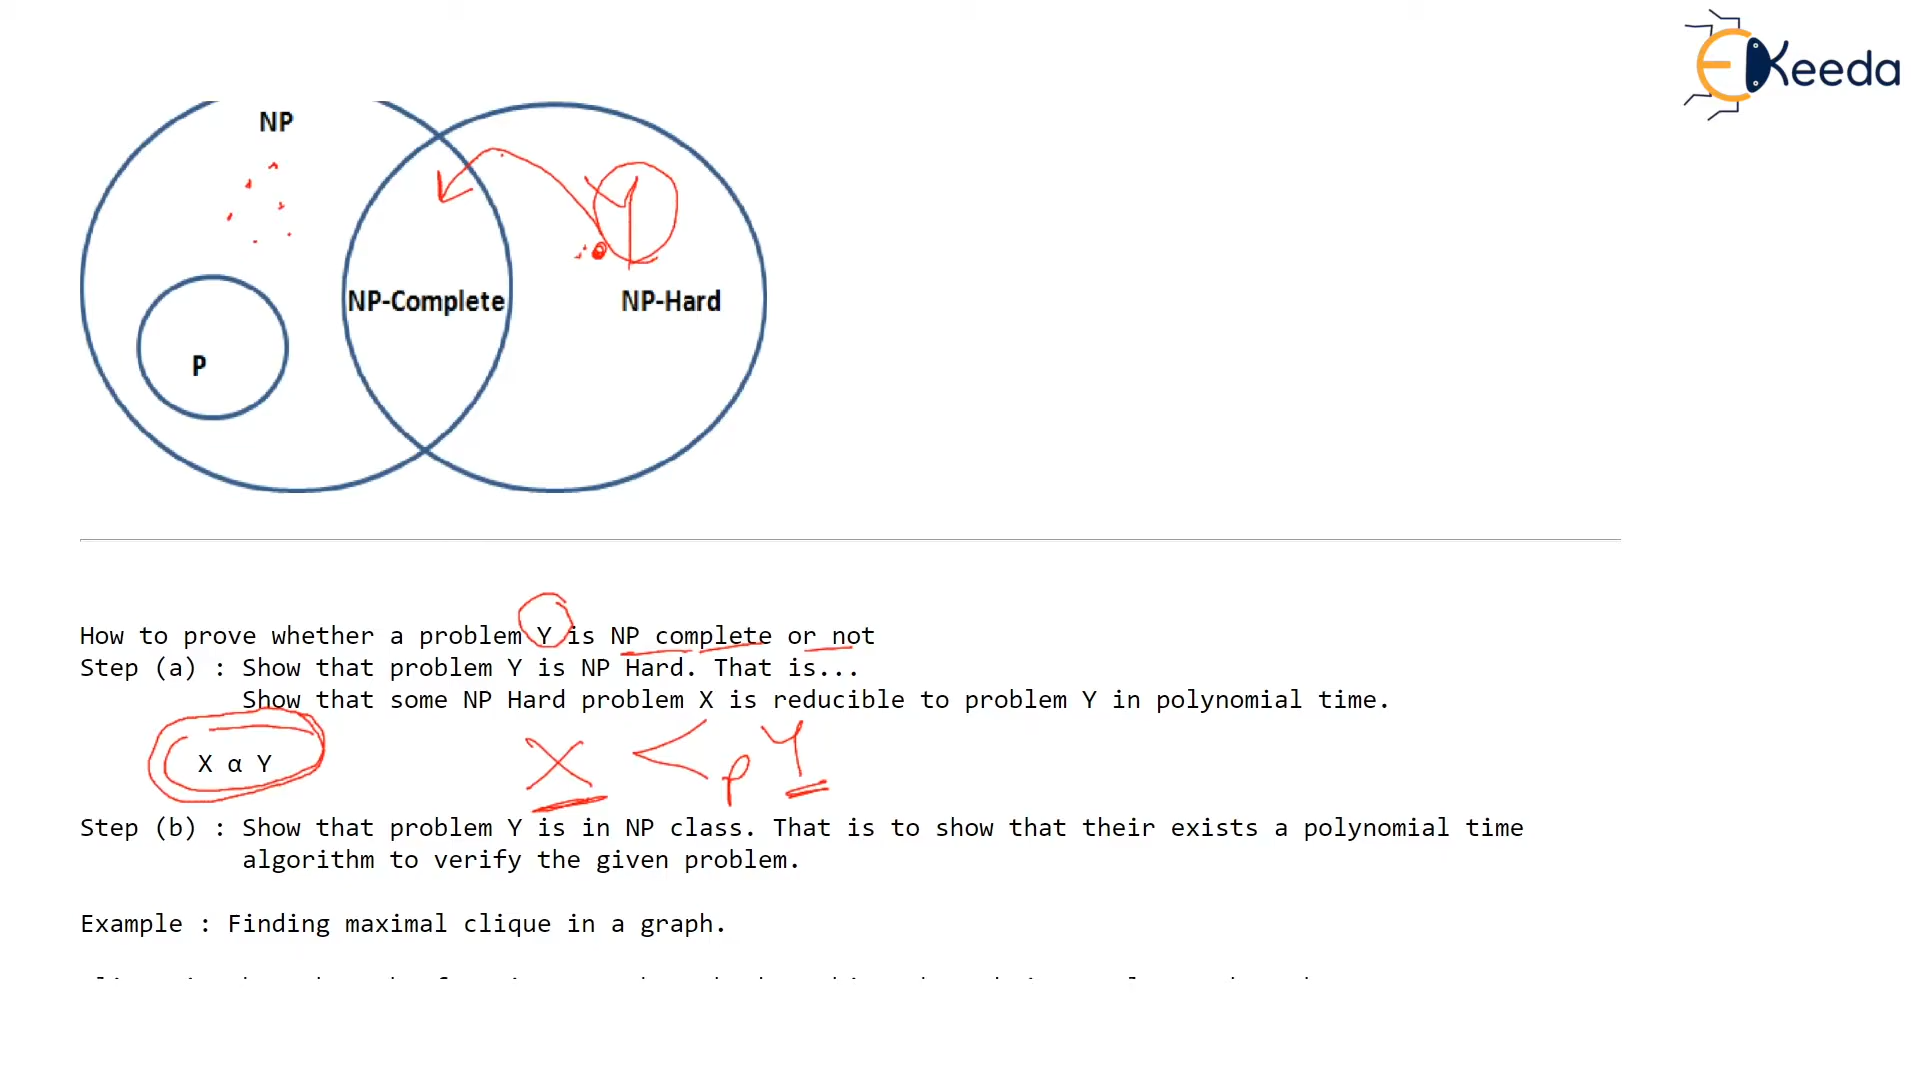 EKeeda
NP
Y
NP-Complete
NP-Hard
P
How to prove whether a problem Y is NP complete or not
Step (a) : Show that problem Y is NP Hard. That is...
Show that some NP Hard problem X is reducible to problem Y in polynomial time.
X α Y
X <p Y
Step (b) : Show that problem Y is in NP class. That is to show that their exists a polynomial time
algorithm to verify the given problem.
Example : Finding maximal clique in a graph.